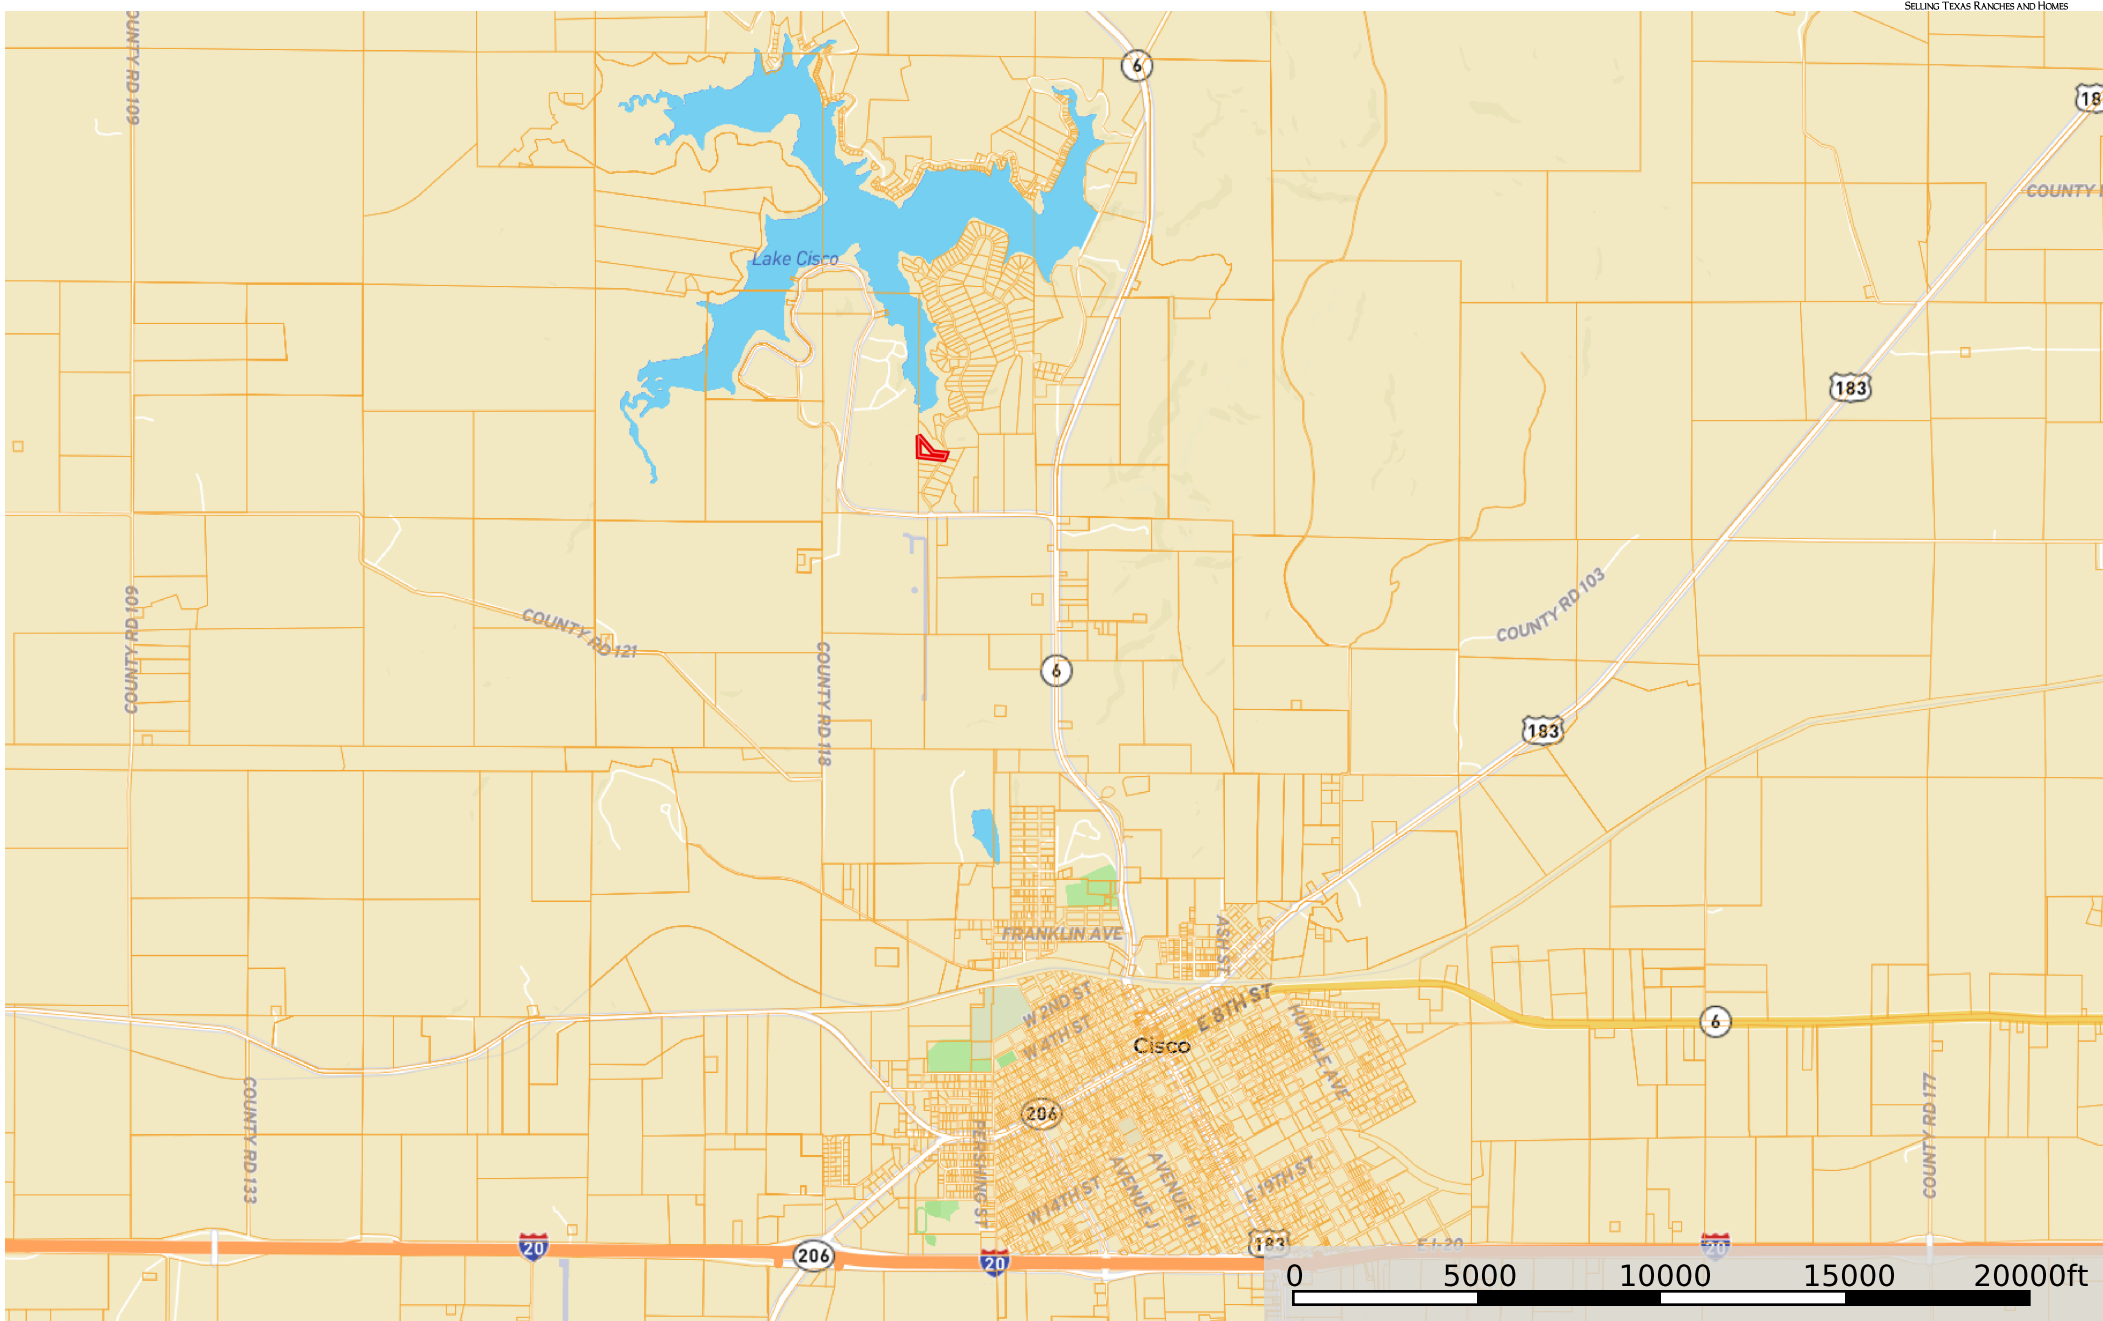 SELLING TEXAS RANCHES AND HOMES
OUNTY RD 109
6
18
COUNTY
Lake Cisco
183
COUNTY RD 109
COUNTY RD 121
COUNTY RD 118
COUNTY RD 103
6
183
FRANKLIN AVE
ASH ST
W 2ND ST
E 8TH ST
W 4TH ST
HUMBLE AVE
Cisco
6
206
COUNTY RD 133
COUNTY RD 177
PERSHING ST
W 14TH ST
AVENUE J
AVENUE H
E 19TH ST
20
206
20
183
E I-20
20
0 5000 10000 15000 20000ft